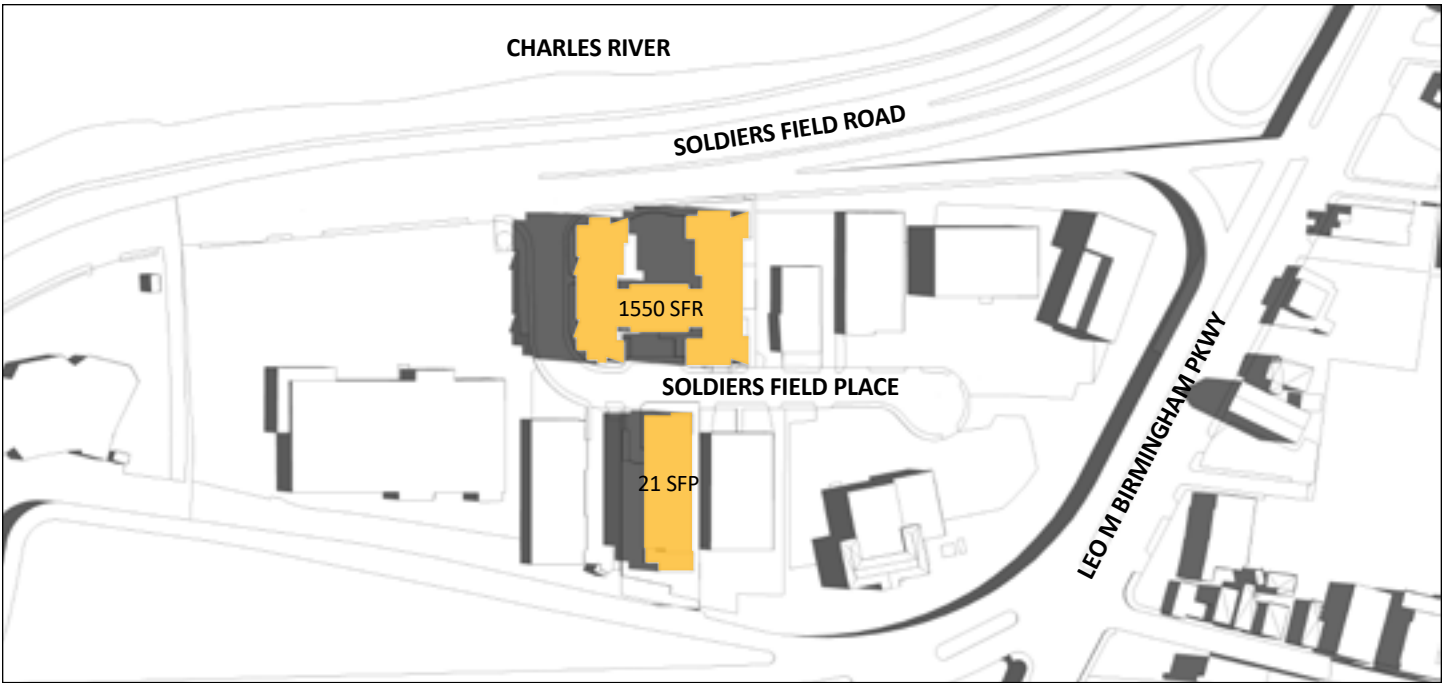 CHARLES RIVER
SOLDIERS FIELD ROAD
1550 SFR
SOLDIERS FIELD PLACE
21 SFP
LEO M BIRMINGHAM PKWY